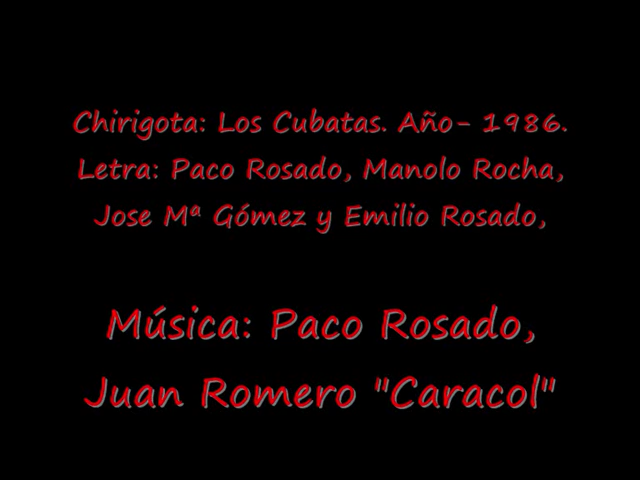 Chirigota: Los Cubatas. Año- 1986.
Letra: Paco Rosado, Manolo Rocha,
Jose Mª Gómez y Emilio Rosado,
Música: Paco Rosado,
Juan Romero "Caracol"